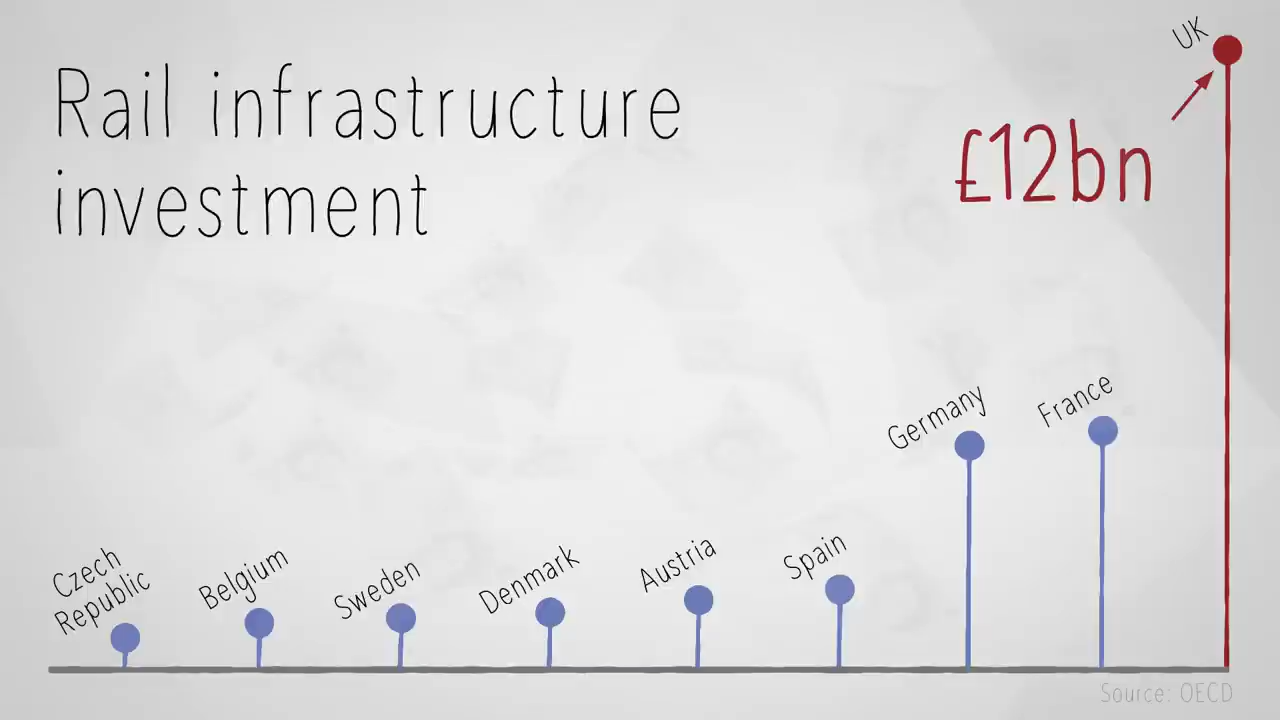 Rail infrastructure
investment
UK
£12bn
Germany
France
Czech
Republic
Belgium
Sweden
Denmark
Austria
Spain
Source: OECD